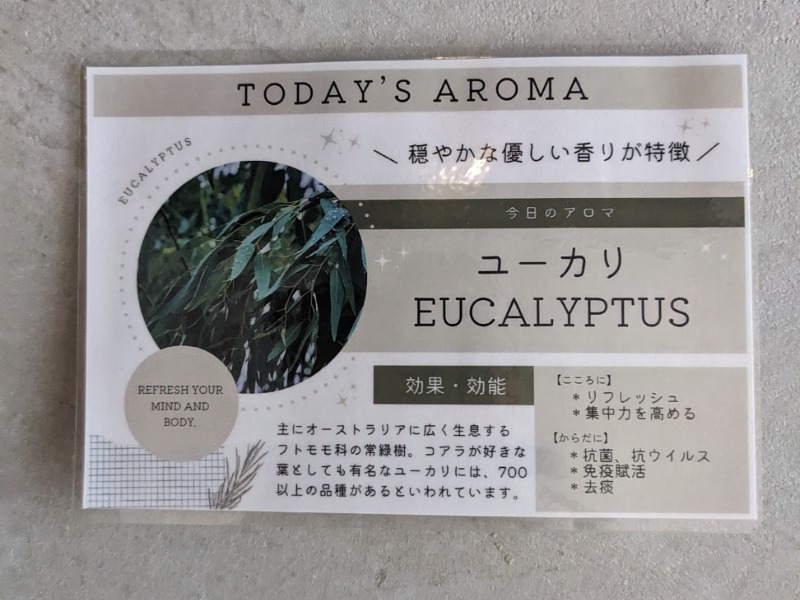 TODAY'S AROMA
EUCALYPTUS
＼ 穏やかな優しい香りが特徴 ／
今日のアロマ
ユーカリ
EUCALYPTUS
REFRESH YOUR
MIND AND
BODY.
効果・効能
主にオーストラリアに広く生息する
フトモモ科の常緑樹。コアラが好きな
葉としても有名なユーカリには、700
以上の品種があるといわれています。
【こころに】
＊リフレッシュ
＊集中力を高める
【からだに】
＊抗菌、抗ウイルス
＊免疫賦活
＊去痰